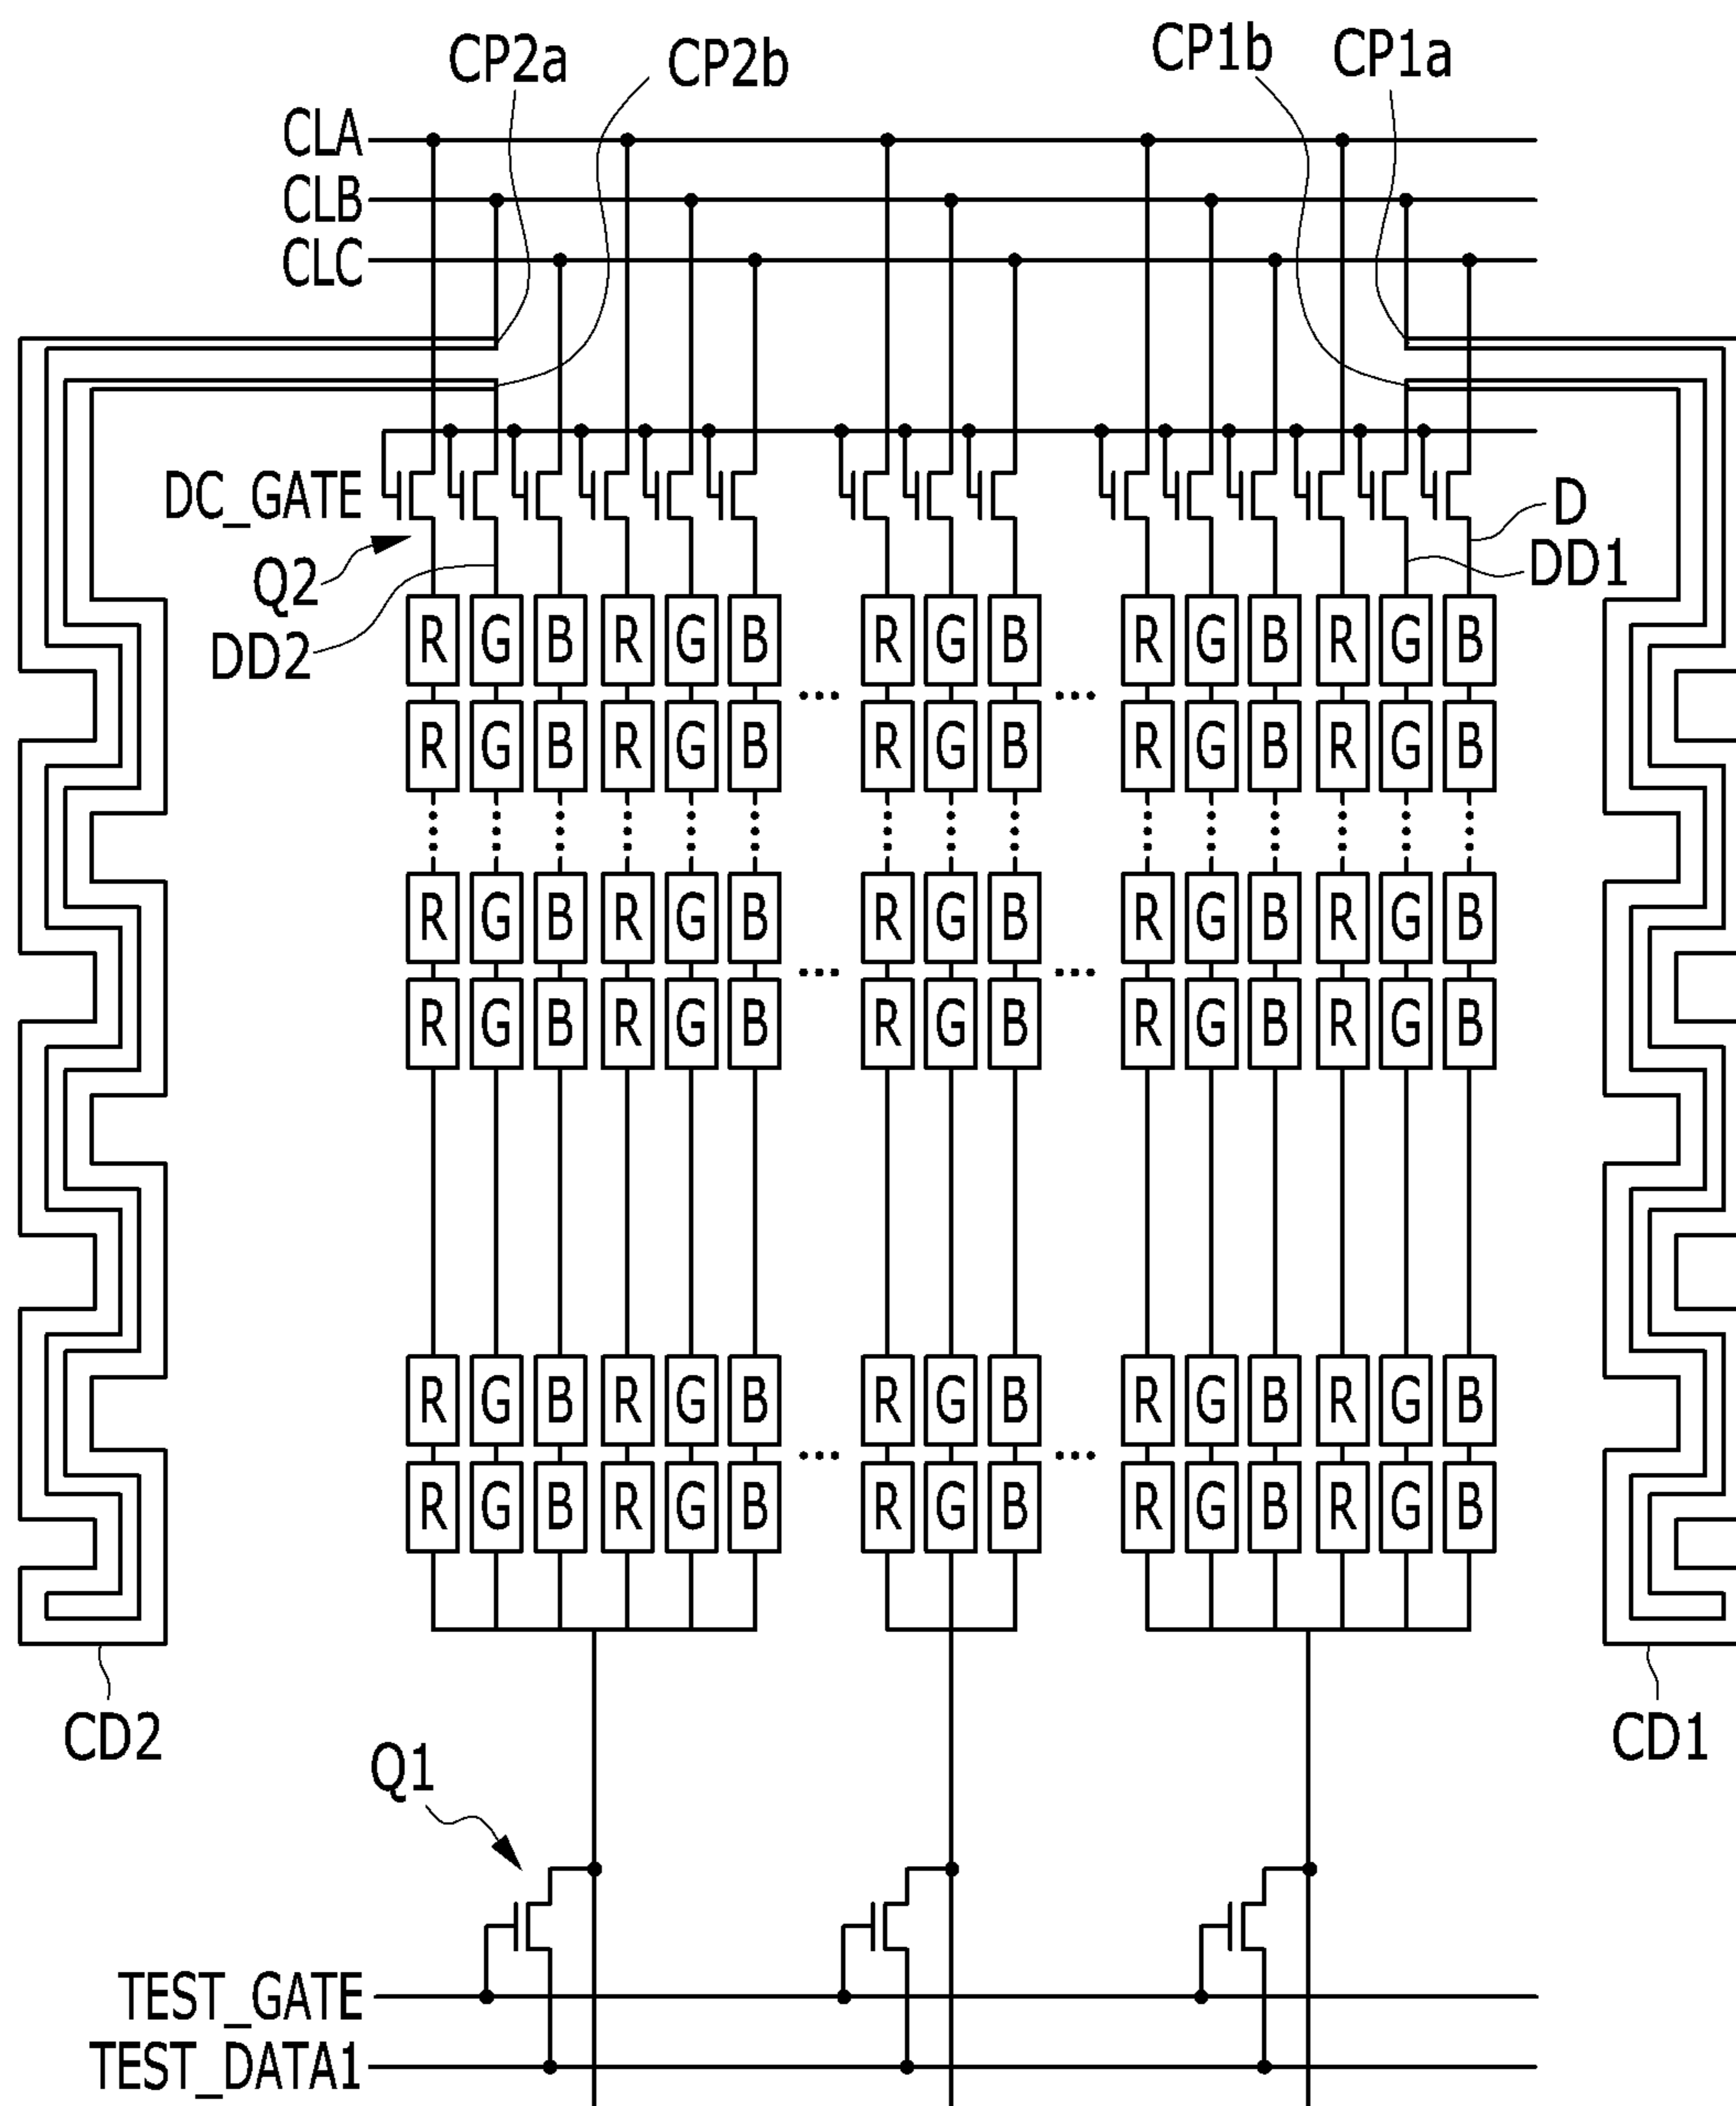 CP2a CP2b CP1b CP1a
CLA
CLB
CLC
DC_GATE
D
Q2
DD1
DD2
R G B R G B ... R G B ... R G B R G B
R G B R G B R G B R G B R G B
R G B R G B ... R G B ... R G B R G B
R G B R G B R G B R G B R G B
R G B R G B ... R G B ... R G B R G B
R G B R G B R G B R G B R G B
CD2 CD1
Q1
TEST_GATE
TEST_DATA1